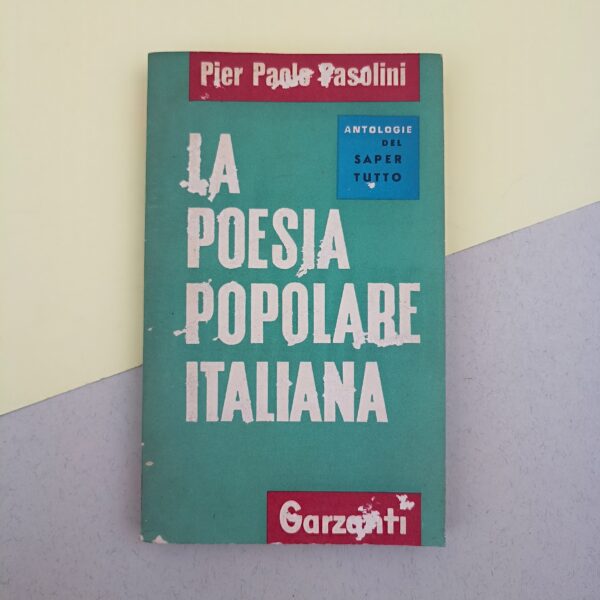 Pier Paolo Pasolini
ANTOLOGIE
DEL
SAPER
TUTTO
LA
POESIA
POPOLARE
ITALIANA
Garzanti